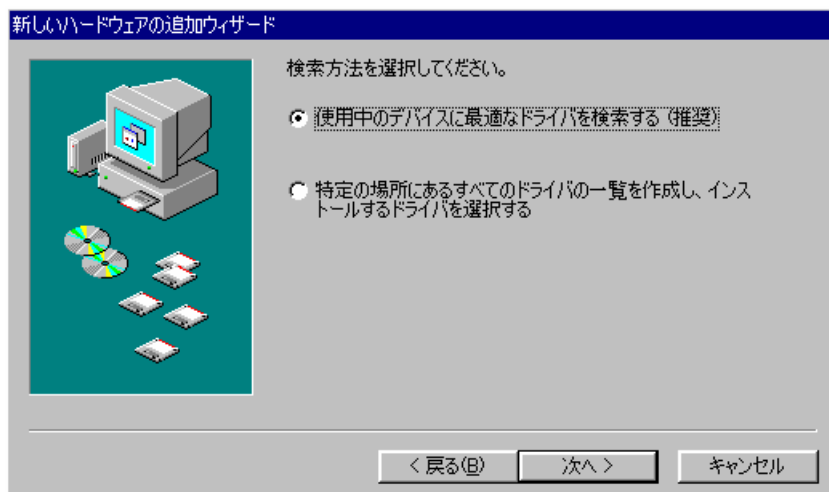 新しいハードウェアの追加ウィザード
検索方法を選択してください。
使用中のデバイスに最適なドライバを検索する (推奨)
特定の場所にあるすべてのドライバの一覧を作成し、インス
トールするドライバを選択する
< 戻る(B)
次へ >
キャンセル